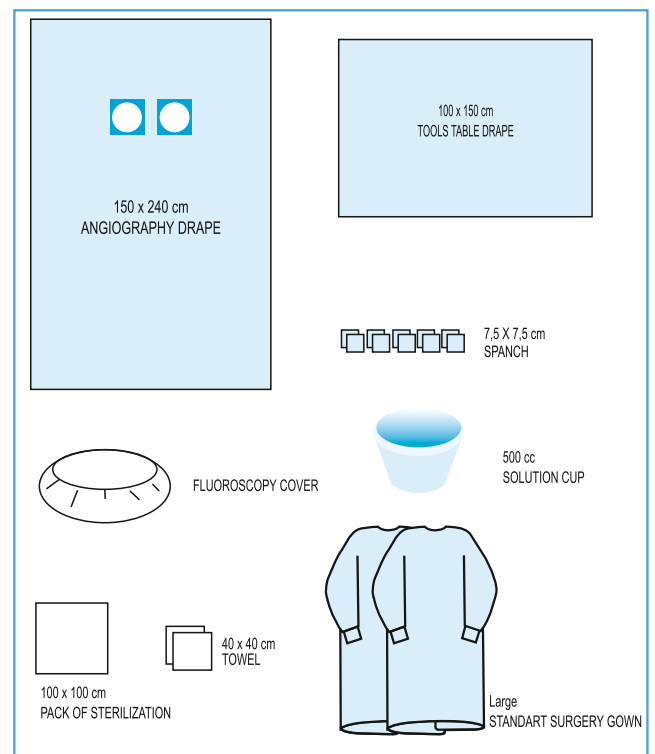 150 x 240 cm
ANGIOGRAPHY DRAPE
100 x 150 cm
TOOLS TABLE DRAPE
7,5 X 7,5 cm
SPANCH
500 cc
SOLUTION CUP
FLUOROSCOPY COVER
40 x 40 cm
TOWEL
100 x 100 cm
PACK OF STERILIZATION
Large
STANDART SURGERY GOWN